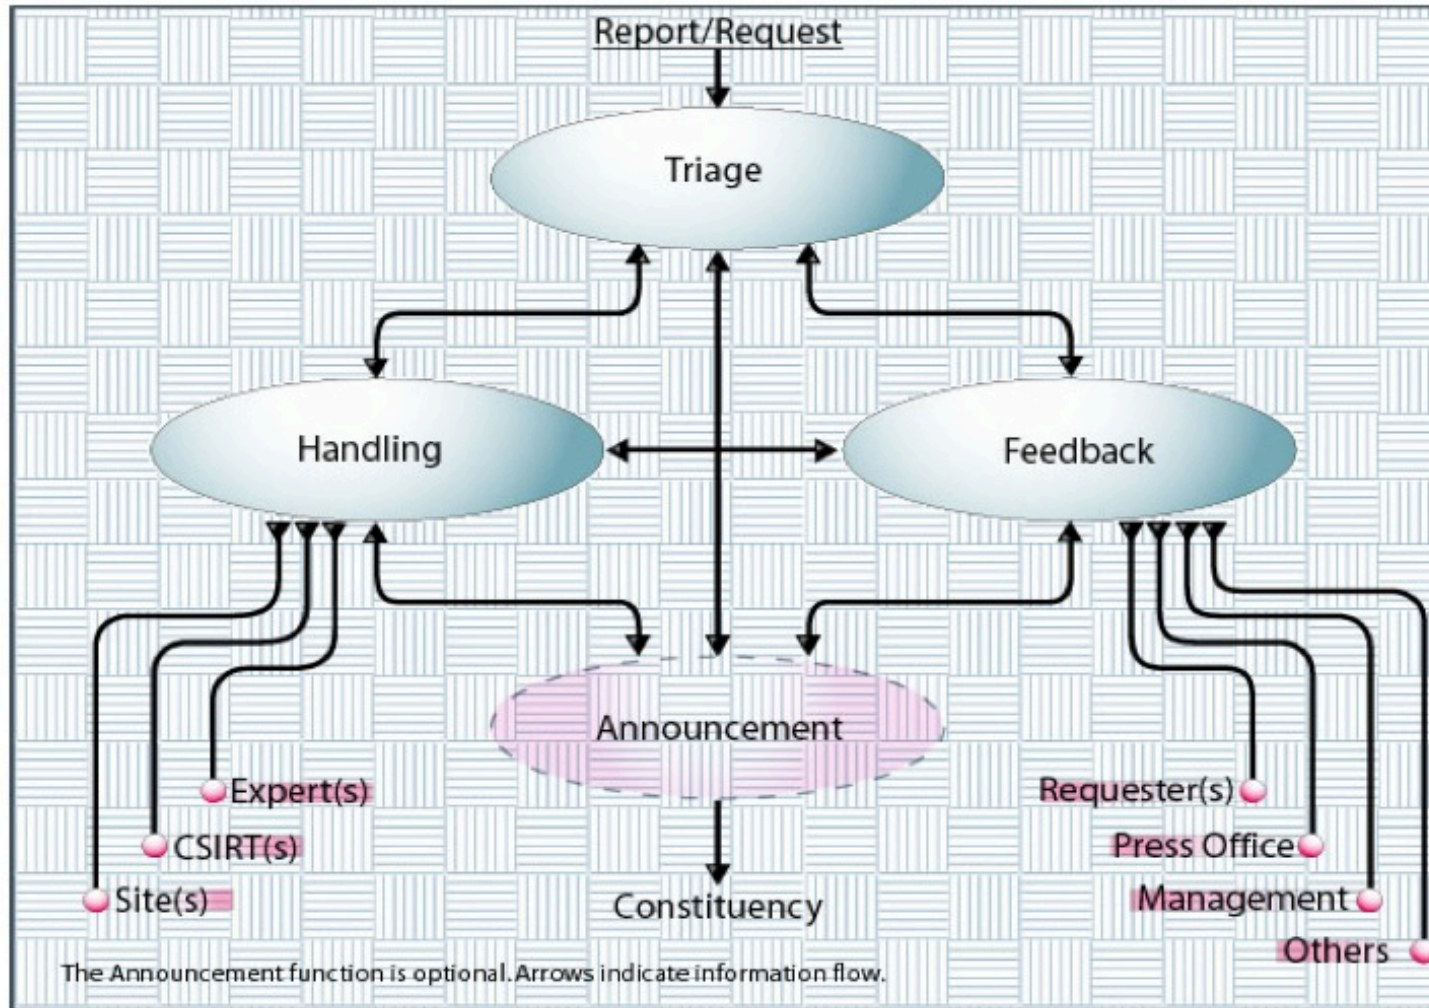 Report/Request
Triage
Handling
Feedback
Announcement
Expert(s)
Requester(s)
CSIRT(s)
Press Office
Site(s)
Management
Constituency
Others
The Announcement function is optional. Arrows indicate information flow.